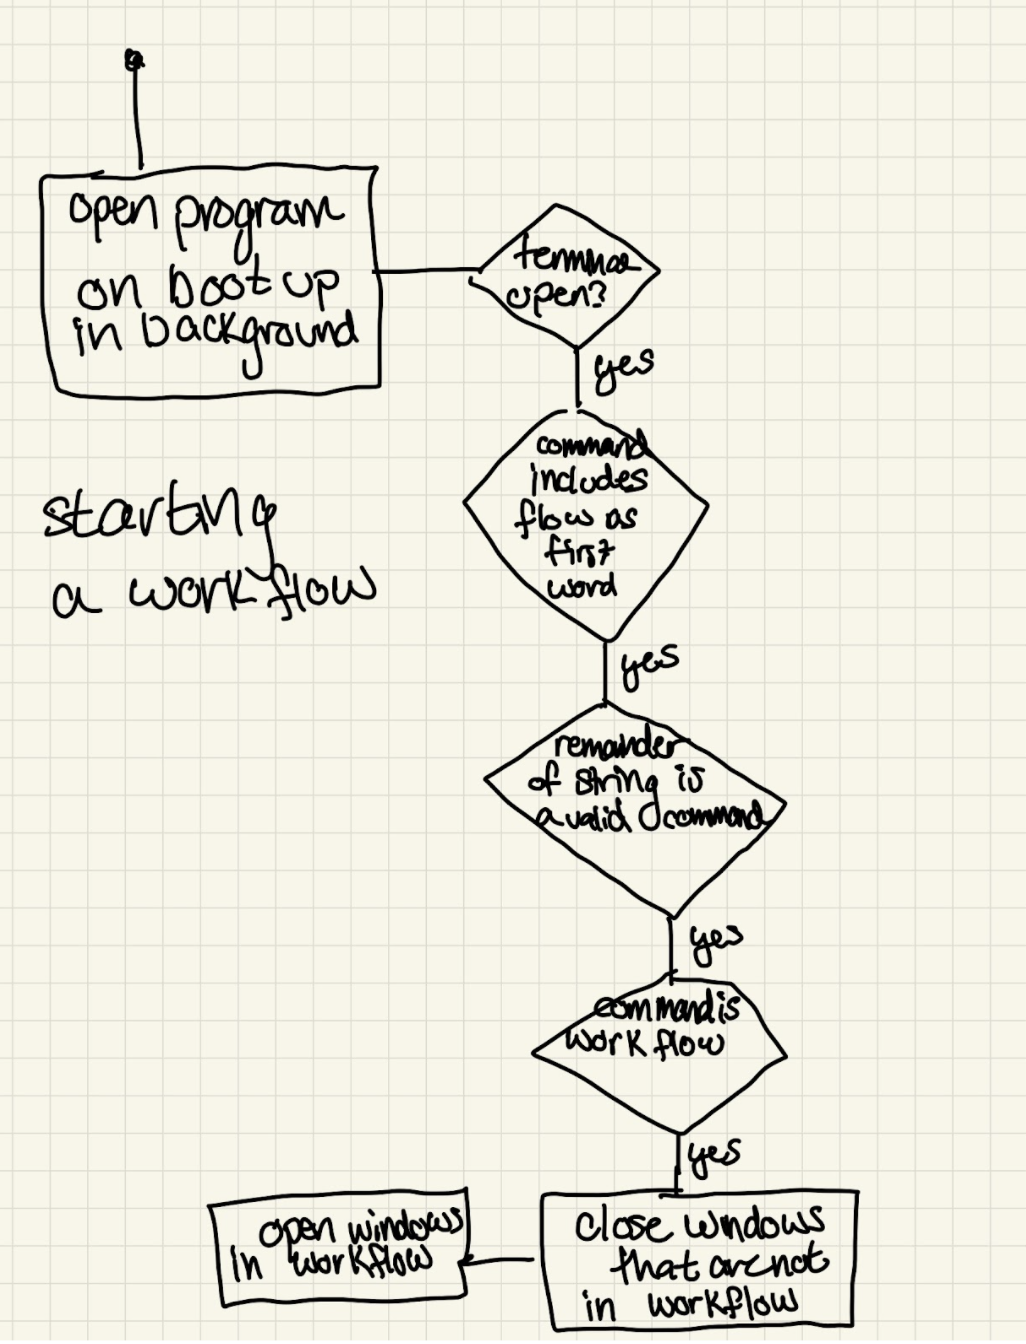 open program
on boot up
in background
terminal
open?
yes
starting
a workflow
command
includes
flow as
first
word
yes
remainder
of string is
a valid command
yes
command is
work flow
yes
close windows
that are not
in workflow
open windows
in workflow